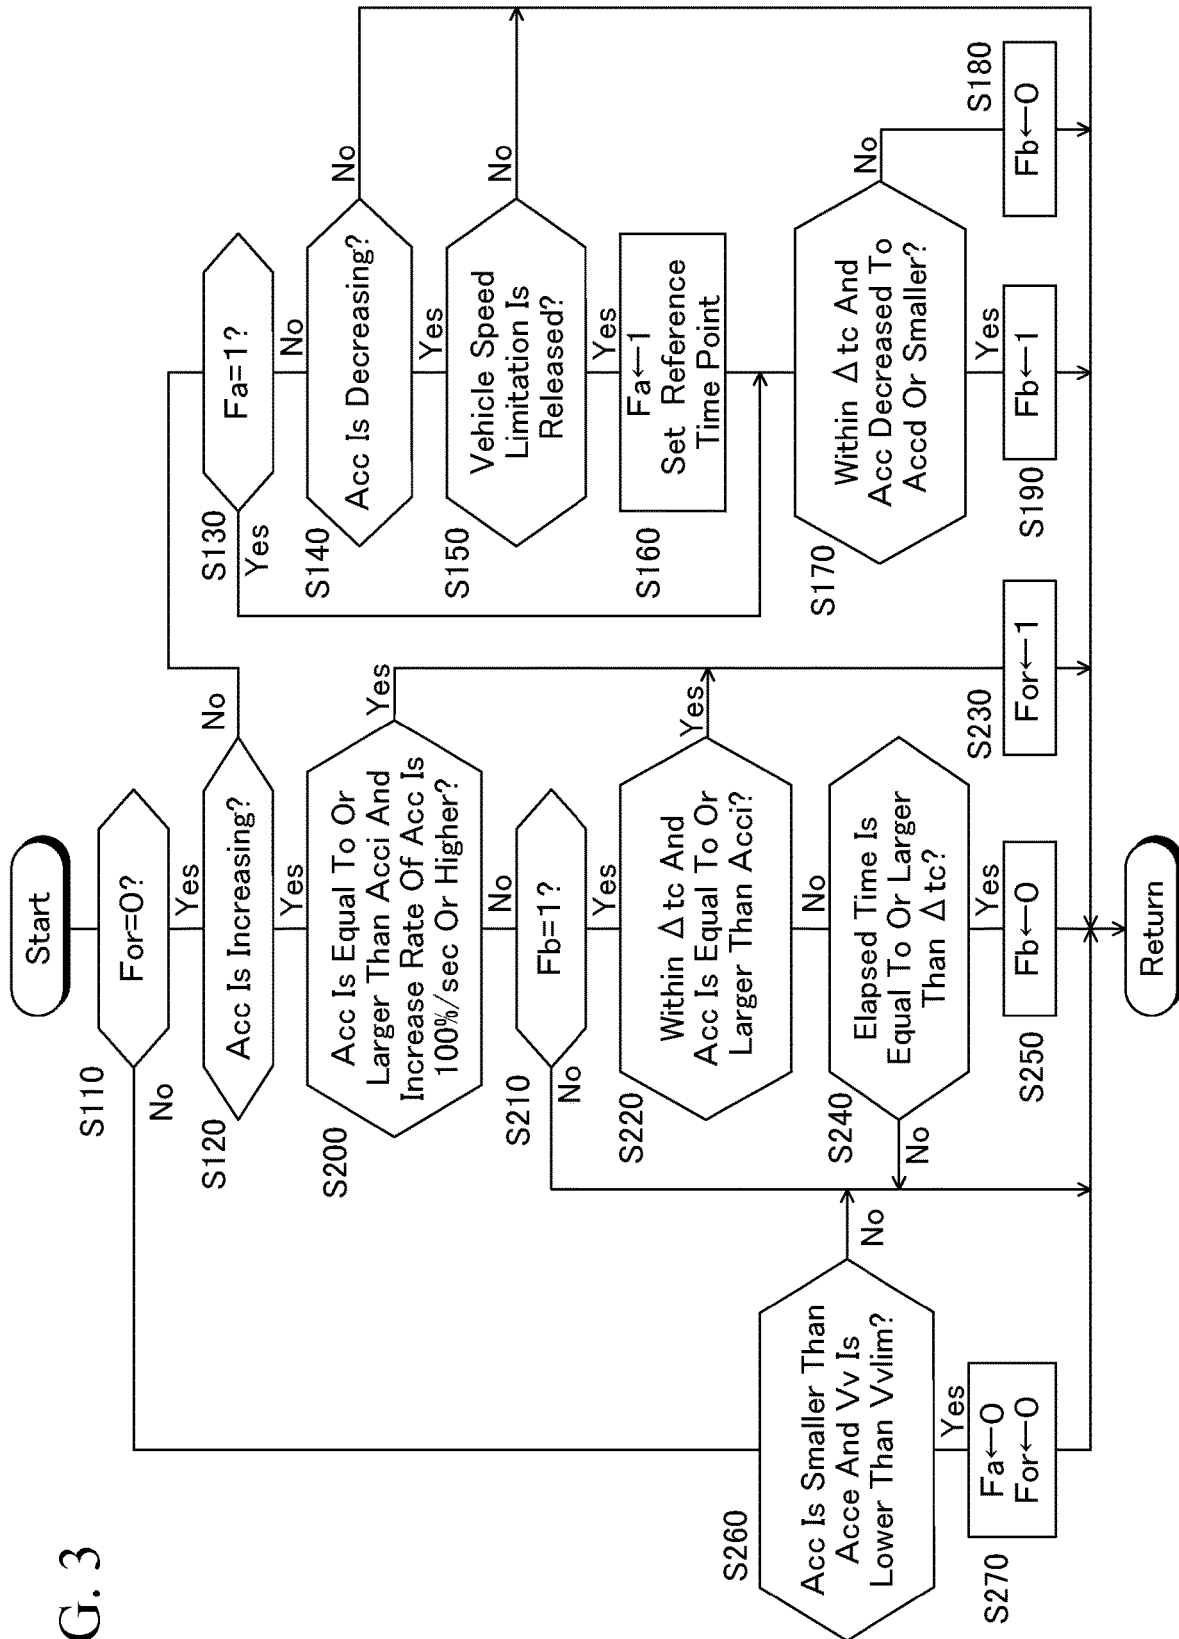 G. 3
Start
S110
For=0?
No
Yes
S120
Acc Is Increasing?
No
Yes
S130
Fa=1?
Yes
No
S140
Acc Is Decreasing?
No
Yes
S150
Vehicle Speed
Limitation Is
Released?
No
Yes
S160
Fa←1
Set Reference
Time Point
S170
Within Δtc And
Acc Decreased To
Accd Or Smaller?
No
Yes
S180
Fb←0
S190
Fb←1
S200
Acc Is Equal To Or
Larger Than Acci And
Increase Rate Of Acc Is
100%/sec Or Higher?
Yes
No
S210
Fb=1?
No
Yes
S220
Within Δtc And
Acc Is Equal To Or
Larger Than Acci?
Yes
No
S230
For←1
S240
Elapsed Time Is
Equal To Or Larger
Than Δtc?
No
Yes
S250
Fb←0
S260
Acc Is Smaller Than
Acce And Vv Is
Lower Than Vvlim?
No
Yes
S270
Fa←0
For←0
Return